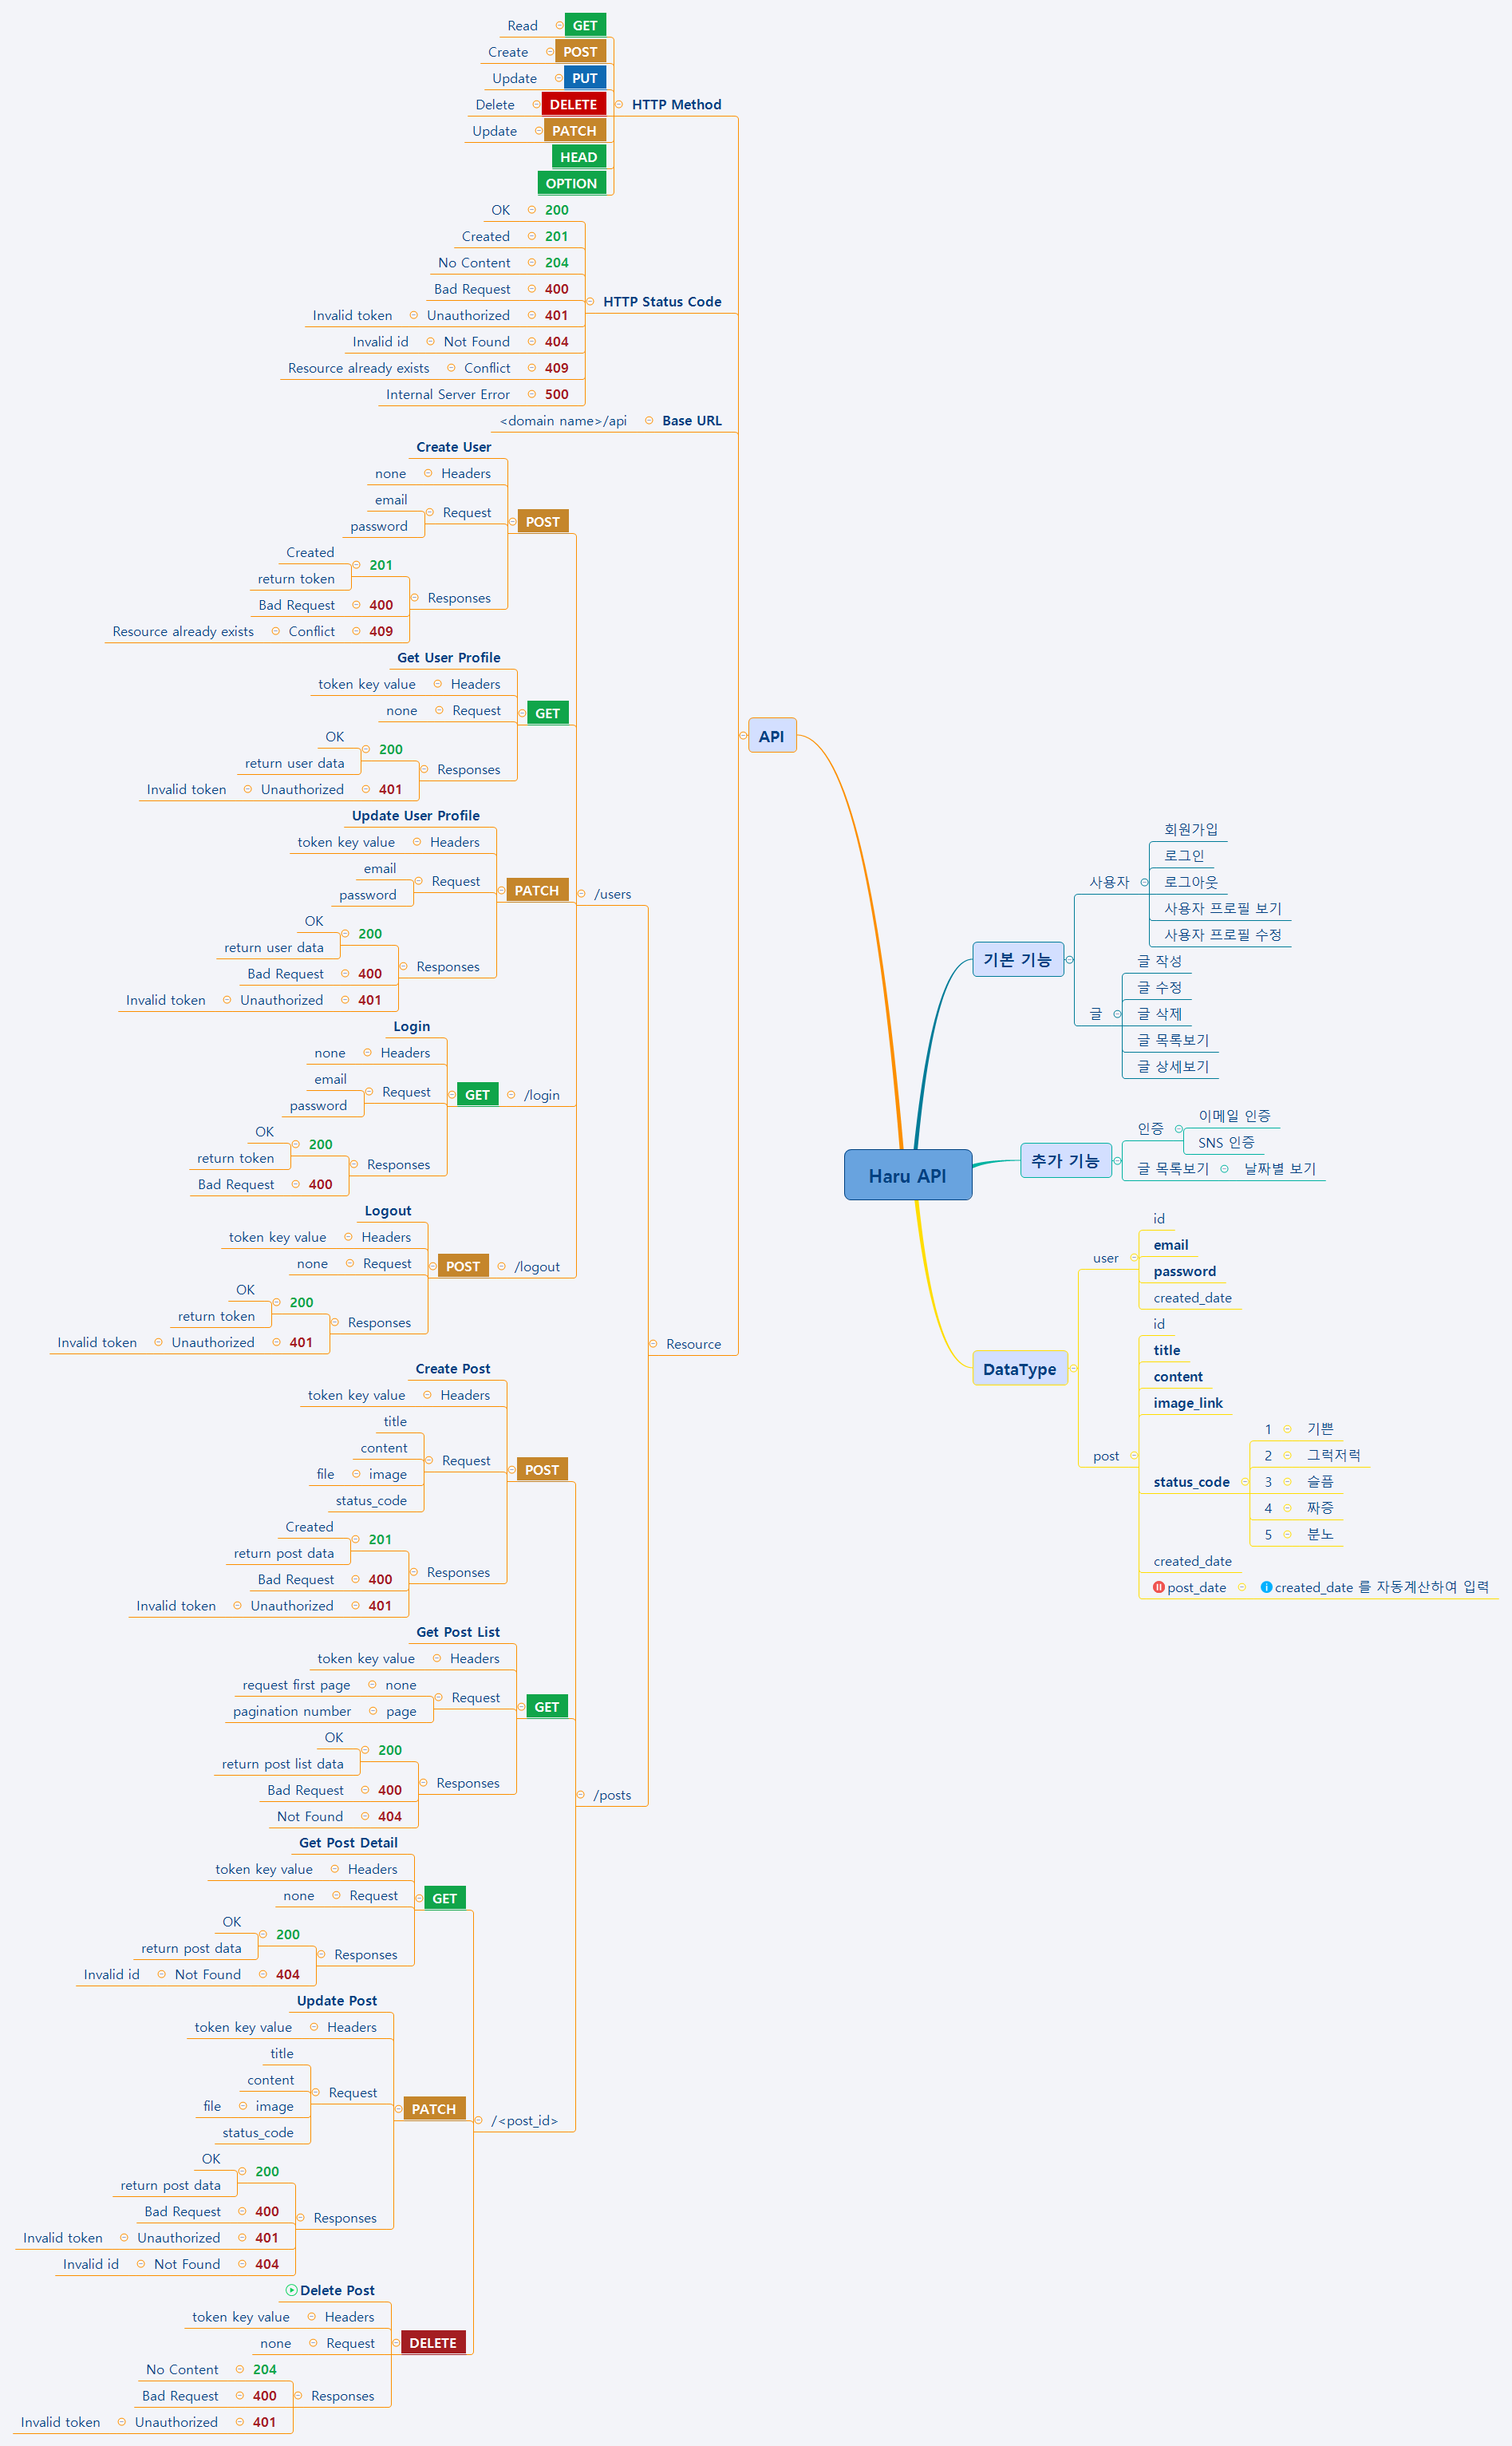 Read GET
Create POST
Update PUT
Delete DELETE
Update PATCH
HEAD
OPTION
HTTP Method
OK 200
Created 201
No Content 204
Bad Request 400
Invalid token Unauthorized 401
Invalid id Not Found 404
Resource already exists Conflict 409
Internal Server Error 500
HTTP Status Code
<domain name>/api Base URL
Create User
none Headers
email
password
Request
POST
Created
return token
201
Bad Request 400
Resource already exists Conflict 409
Responses
Get User Profile
token key value Headers
none Request
GET
OK
return user data
200
Invalid token Unauthorized 401
Responses
Update User Profile
token key value Headers
email
password
Request
PATCH
OK
return user data
200
Bad Request 400
Invalid token Unauthorized 401
Responses
/users
Login
none Headers
email
password
Request
GET /login
OK
return token
200
Bad Request 400
Responses
Logout
token key value Headers
none Request
POST /logout
OK
return token
200
Invalid token Unauthorized 401
Responses
Resource
Create Post
token key value Headers
title
content
file image
status_code
Request
POST
Created
return post data
201
Bad Request 400
Invalid token Unauthorized 401
Responses
Get Post List
token key value Headers
request first page none
pagination number page
Request
GET
OK
return post list data
200
Bad Request 400
Not Found 404
Responses
/posts
Get Post Detail
token key value Headers
none Request
GET
OK
return post data
200
Invalid id Not Found 404
Responses
Update Post
token key value Headers
title
content
file image
status_code
Request
PATCH
/<post_id>
OK
return post data
200
Bad Request 400
Invalid token Unauthorized 401
Invalid id Not Found 404
Responses
Delete Post
token key value Headers
none Request
DELETE
No Content 204
Bad Request 400
Invalid token Unauthorized 401
Responses
API
Haru API
기본 기능
사용자
회원가입
로그인
로그아웃
사용자 프로필 보기
사용자 프로필 수정
글
글 작성
글 수정
글 삭제
글 목록보기
글 상세보기
추가 기능
인증
이메일 인증
SNS 인증
글 목록보기 날짜별 보기
DataType
user
id
email
password
created_date
post
id
title
content
image_link
status_code
1 기쁜
2 그럭저럭
3 슬픔
4 짜증
5 분노
created_date
post_date created_date 를 자동계산하여 입력